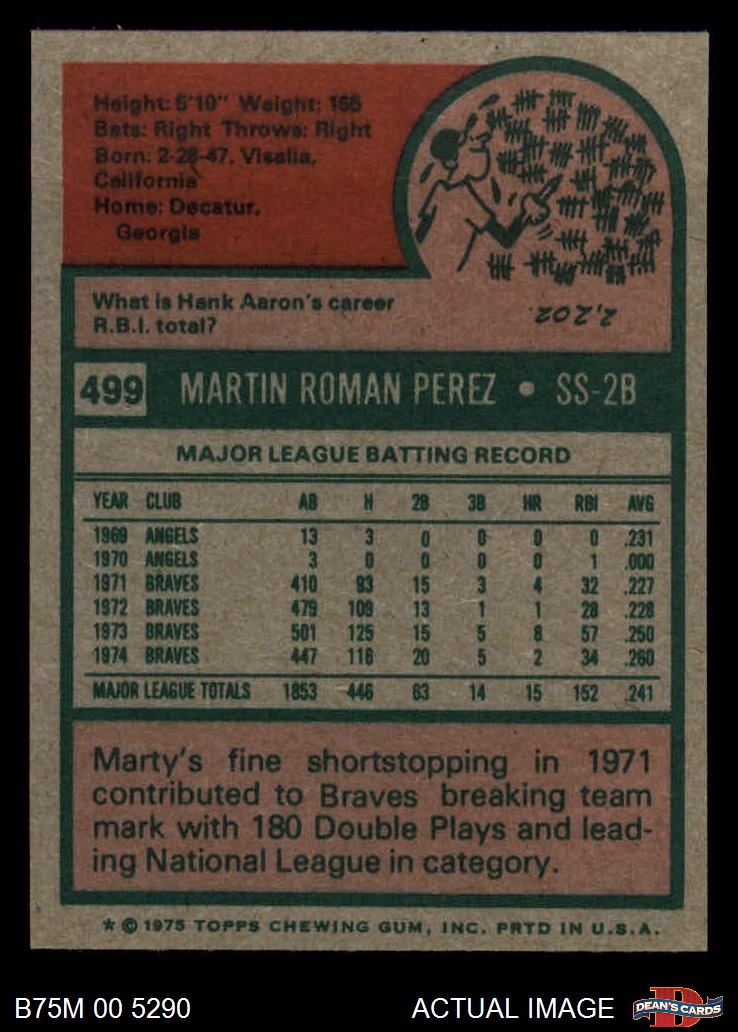 Height: 5'10" Weight: 165
Bats: Right Throws: Right
Born: 2-28-47, Visalia,
California
Home: Decatur,
Georgia
What is Hank Aaron's career
R.B.I. total?
2,202
499 MARTIN ROMAN PEREZ • SS-2B
MAJOR LEAGUE BATTING RECORD
YEAR CLUB AB H 2B 3B HR RBI AVG
1969 ANGELS 13 3 0 0 0 0 .231
1970 ANGELS 3 0 0 0 0 1 .000
1971 BRAVES 410 93 15 3 4 32 .227
1972 BRAVES 479 109 13 1 1 28 .228
1973 BRAVES 501 125 15 5 8 57 .250
1974 BRAVES 447 116 20 5 2 34 .260
MAJOR LEAGUE TOTALS 1853 446 63 14 15 152 .241
Marty's fine shortstopping in 1971
contributed to Braves breaking team
mark with 180 Double Plays and lead-
ing National League in category.
* © 1975 TOPPS CHEWING GUM, INC. PRTD IN U.S.A.
B75M 00 5290 ACTUAL IMAGE
DEAN'S CARDS